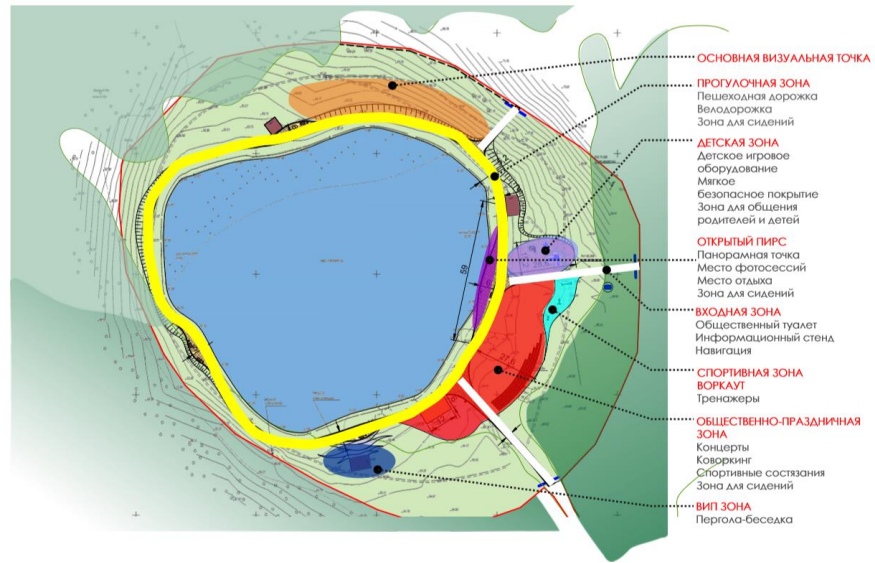 ОСНОВНАЯ ВИЗУАЛЬНАЯ ТОЧКА
ПРОГУЛОЧНАЯ ЗОНА
Пешеходная дорожка
Велодорожка
Зона для сидений
ДЕТСКАЯ ЗОНА
Детское игровое
оборудование
Мягкое
безопасное покрытие
Зона для общения
родителей и детей
ОТКРЫТЫЙ ПИРС
Панорамная точка
Место фотосессий
Место отдыха
Зона для сидений
ВХОДНАЯ ЗОНА
Общественный туалет
Информационный стенд
Навигация
СПОРТИВНАЯ ЗОНА
ВОРКАУТ
Тренажеры
ОБЩЕСТВЕННО-ПРАЗДНИЧНАЯ
ЗОНА
Концерты
Коворкинг
Спортивные состязания
Зона для сидений
ВИП ЗОНА
Пергола-беседка
59
27,6